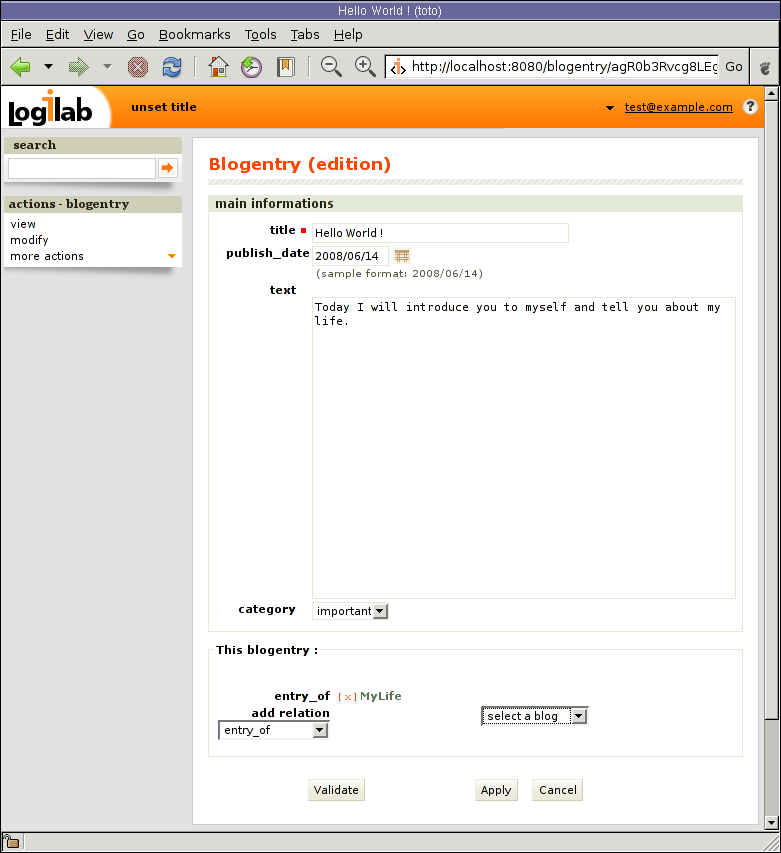 Hello World ! (toto)
File Edit View Go Bookmarks Tools Tabs Help
http://localhost:8080/blogentry/agR0b3Rvcg8LEg Go
logilab unset title test@example.com ?
search
Blogentry (edition)
actions - blogentry
main informations
view
title Hello World !
modify
publish_date 2008/06/14
more actions
(sample format: 2008/06/14)
text
Today I will introduce you to myself and tell you about my
life.
category important
This blogentry :
entry_of [x] MyLife
add relation
select a blog
entry_of
Validate Apply Cancel